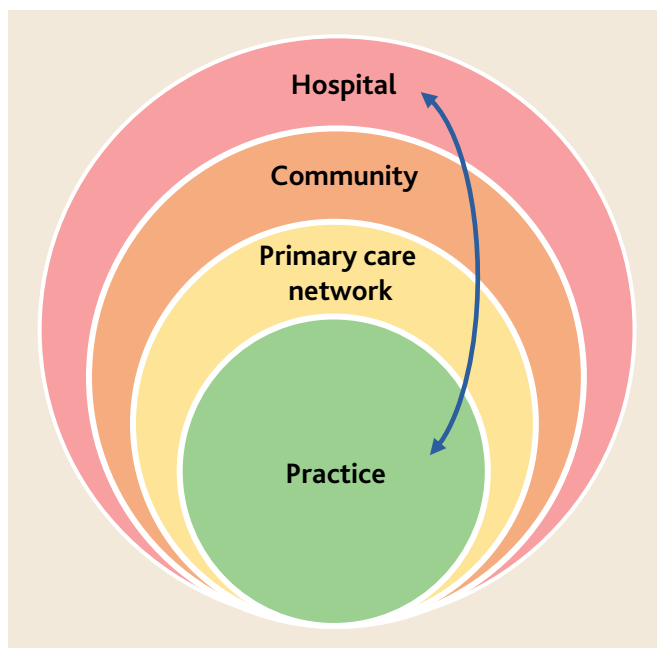 Hospital
Community
Primary care
network
Practice